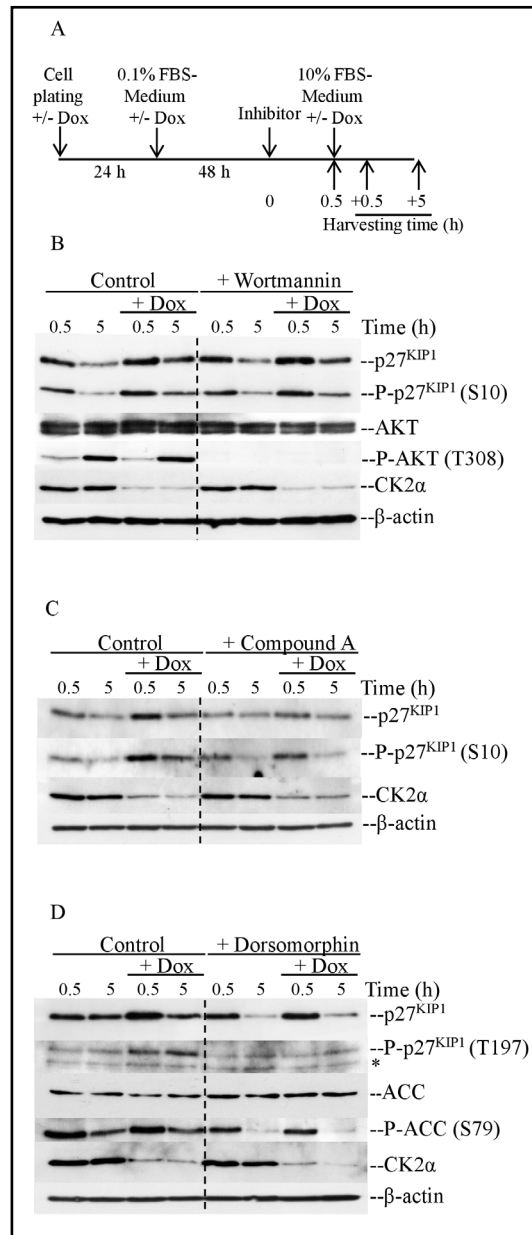 A
Cell
plating
+/- Dox
0.1% FBS-
Medium
+/- Dox
Inhibitor
10% FBS-
Medium
+/- Dox
24 h
48 h
0
0.5
+0.5
+5
Harvesting time (h)
B
Control
+ Wortmannin
+ Dox
+ Dox
0.5 5 0.5 5 0.5 5 0.5 5 Time (h)
--p27KIP1
--P-p27KIP1 (S10)
--AKT
--P-AKT (T308)
--CK2α
--β-actin
C
Control
+ Compound A
+ Dox
+ Dox
0.5 5 0.5 5 0.5 5 0.5 5
Time (h)
--p27KIP1
--P-p27KIP1 (S10)
--CK2α
--β-actin
D
Control
+ Dorsomorphin
+ Dox
+ Dox
0.5 5 0.5 5 0.5 5 0.5 5 Time (h)
--p27KIP1
--P-p27KIP1 (T197)
*
--ACC
--P-ACC (S79)
--CK2α
--β-actin